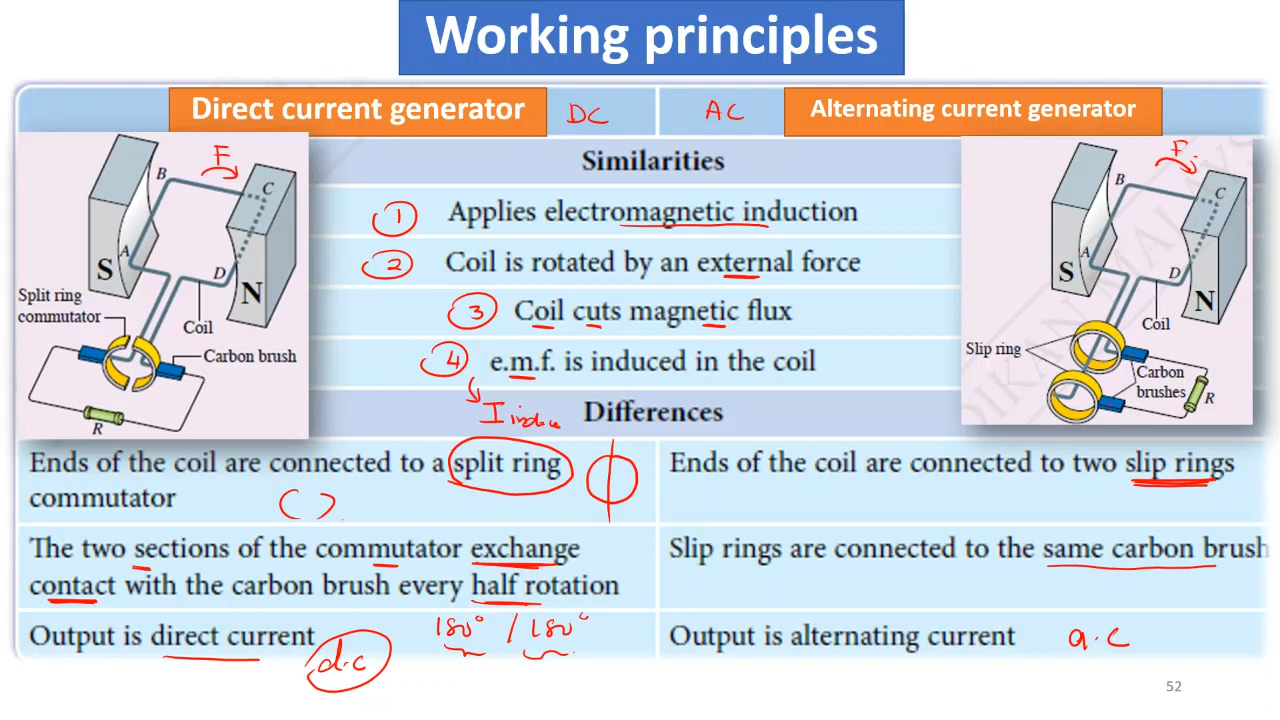 Working principles
Direct current generator
DC
AC
Alternating current generator
Similarities
1 Applies electromagnetic induction
2 Coil is rotated by an external force
3 Coil cuts magnetic flux
4 e.m.f. is induced in the coil
I induce
Differences
F
B
C
A
S
D
N
Split ring
commutator
Coil
Carbon brush
R
F
B
C
A
S
D
N
Coil
Slip ring
Carbon
brushes
R
Ends of the coil are connected to a split ring
commutator
Ends of the coil are connected to two slip rings
The two sections of the commutator exchange
contact with the carbon brush every half rotation
Slip rings are connected to the same carbon brush
Output is direct current
d.c
180° / 180°
Output is alternating current
a.c
52